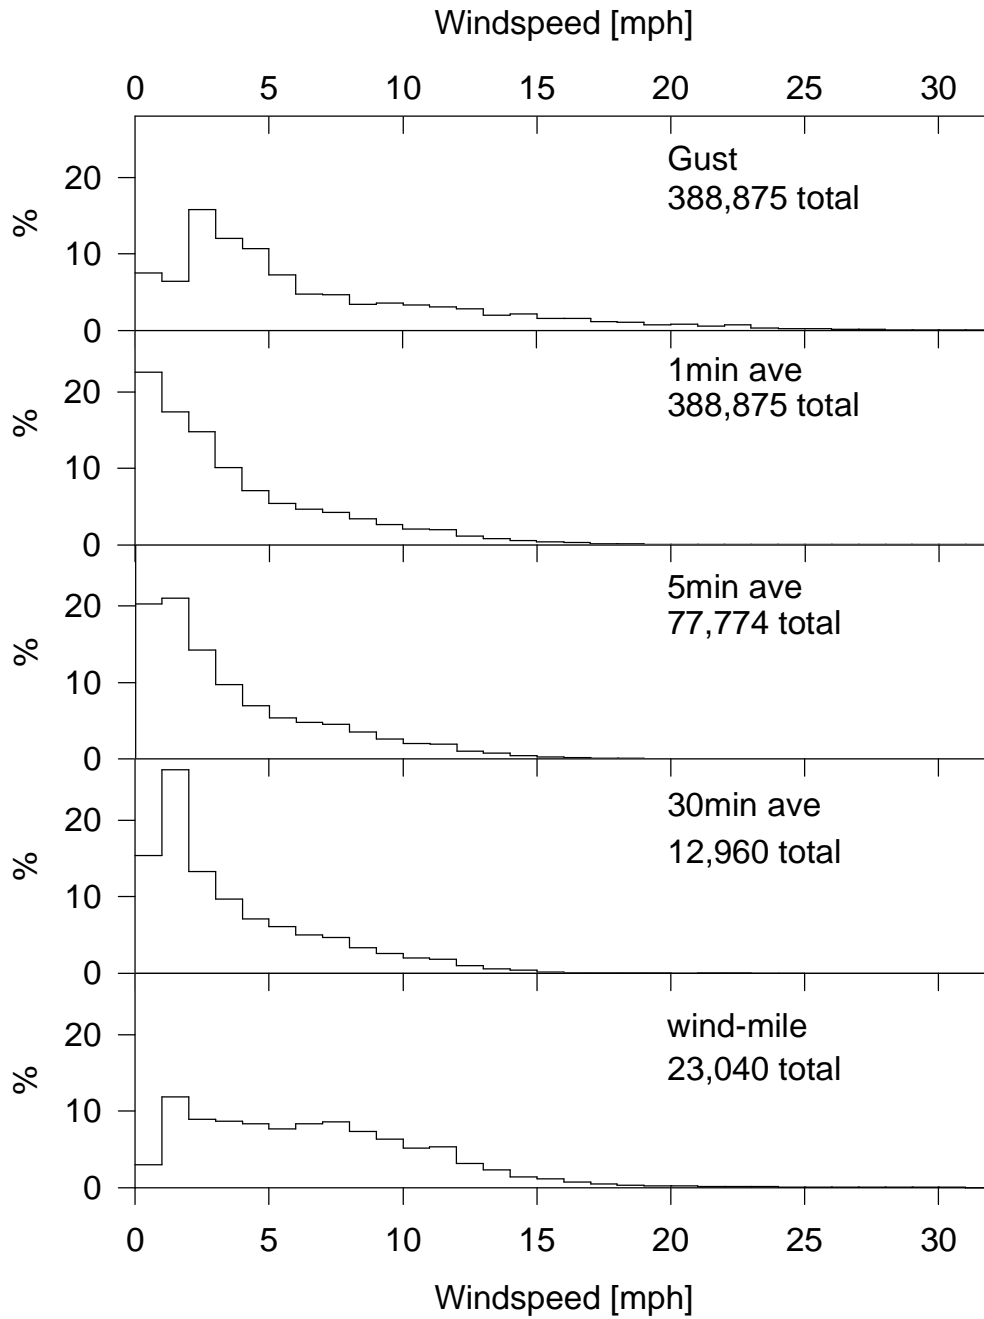 Windspeed [mph]
0 5 10 15 20 25 30
Gust
388,875 total
%
20
10
0
1min ave
388,875 total
%
20
10
0
5min ave
77,774 total
%
20
10
0
30min ave
12,960 total
%
20
10
0
wind-mile
23,040 total
%
20
10
0
0 5 10 15 20 25 30
Windspeed [mph]